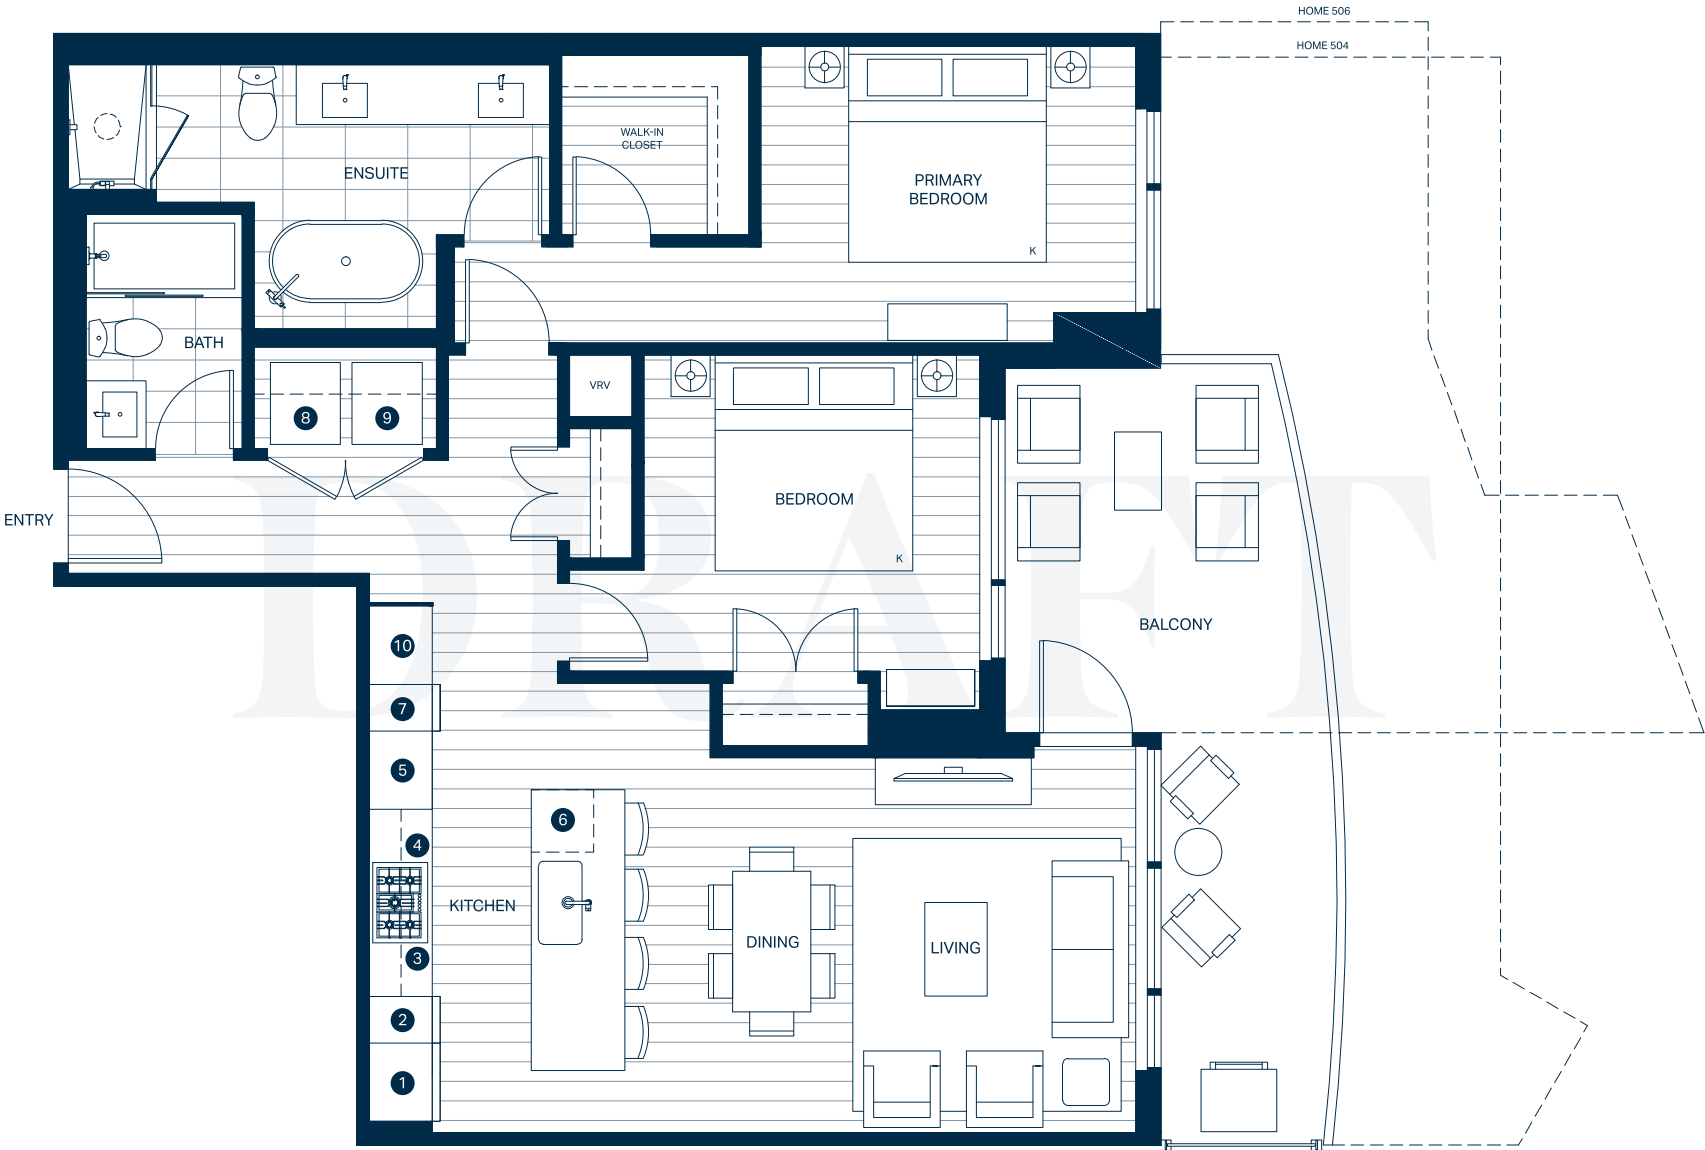 HOME 506
HOME 504
WALK-IN
CLOSET
ENSUITE
PRIMARY
BEDROOM
K
BATH
VRV
8
9
BEDROOM
ENTRY
K
DRAFT
BALCONY
10
7
5
6
4
KITCHEN
DINING
LIVING
3
2
1